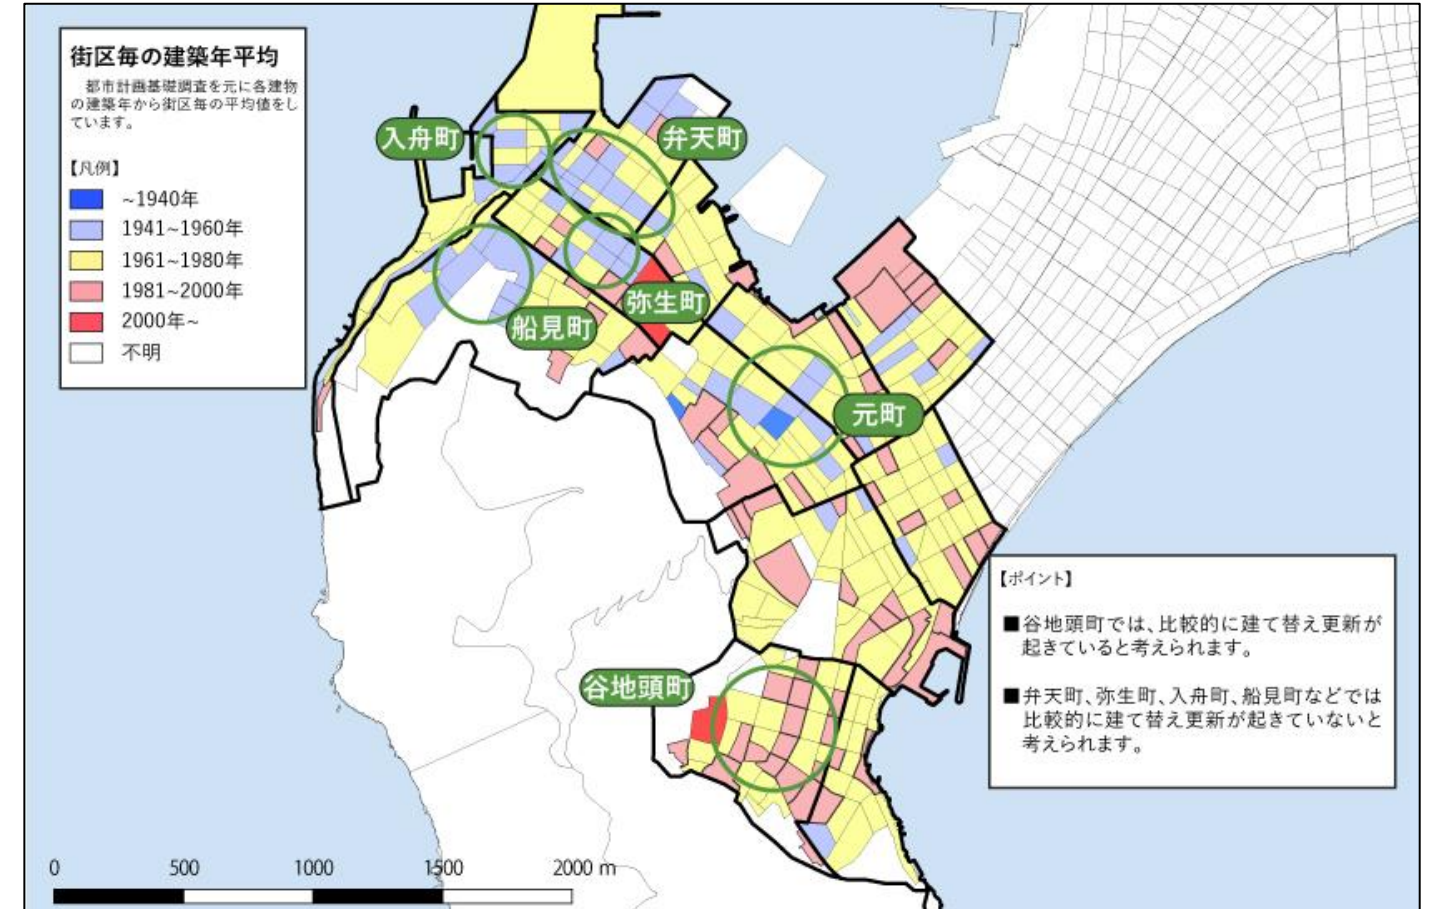 街区毎の建築年平均
都市計画基礎調査を元に各建物
の建築年から街区毎の平均値をし
ています。
【凡例】
~1940年
1941~1960年
1961~1980年
1981~2000年
2000年~
不明
入舟町
弁天町
弥生町
船見町
元町
谷地頭町
【ポイント】
■谷地頭町では、比較的に建て替え更新が
起きていると考えられます。
■弁天町、弥生町、入舟町、船見町などでは
比較的に建て替え更新が起きていないと
考えられます。
0 500 1000 1500 2000 m